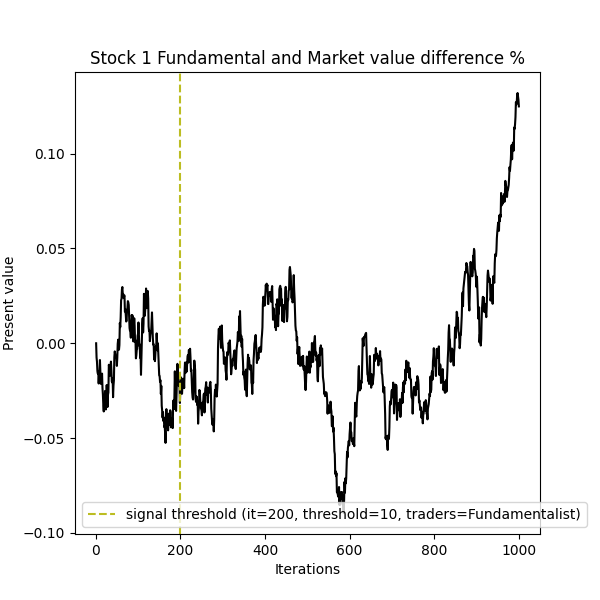 Stock 1 Fundamental and Market value difference %
Present value
0.10
0.05
0.00
−0.05
−0.10
signal threshold (it=200, threshold=10, traders=Fundamentalist)
0 200 400 600 800 1000
Iterations